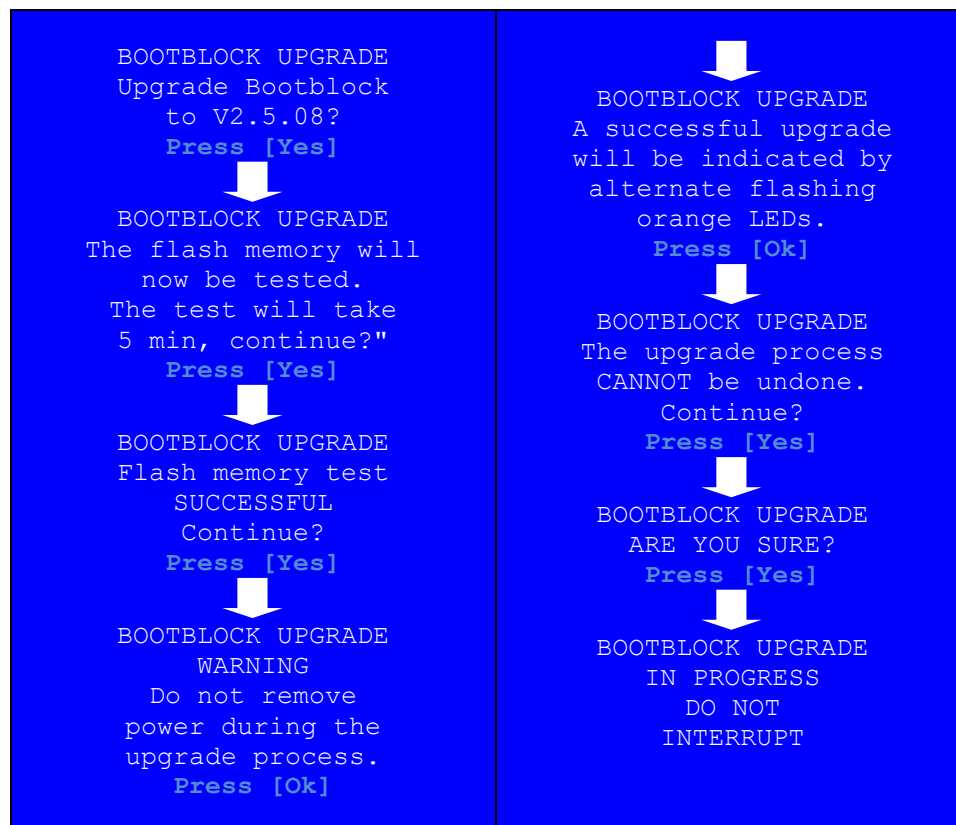 BOOTBLOCK UPGRADE
Upgrade Bootblock
to V2.5.08?
Press [Yes]
BOOTBLOCK UPGRADE
The flash memory will
now be tested.
The test will take
5 min, continue?"
Press [Yes]
BOOTBLOCK UPGRADE
Flash memory test
SUCCESSFUL
Continue?
Press [Yes]
BOOTBLOCK UPGRADE
WARNING
Do not remove
power during the
upgrade process.
Press [Ok]
BOOTBLOCK UPGRADE
A successful upgrade
will be indicated by
alternate flashing
orange LEDs.
Press [Ok]
BOOTBLOCK UPGRADE
The upgrade process
CANNOT be undone.
Continue?
Press [Yes]
BOOTBLOCK UPGRADE
ARE YOU SURE?
Press [Yes]
BOOTBLOCK UPGRADE
IN PROGRESS
DO NOT
INTERRUPT